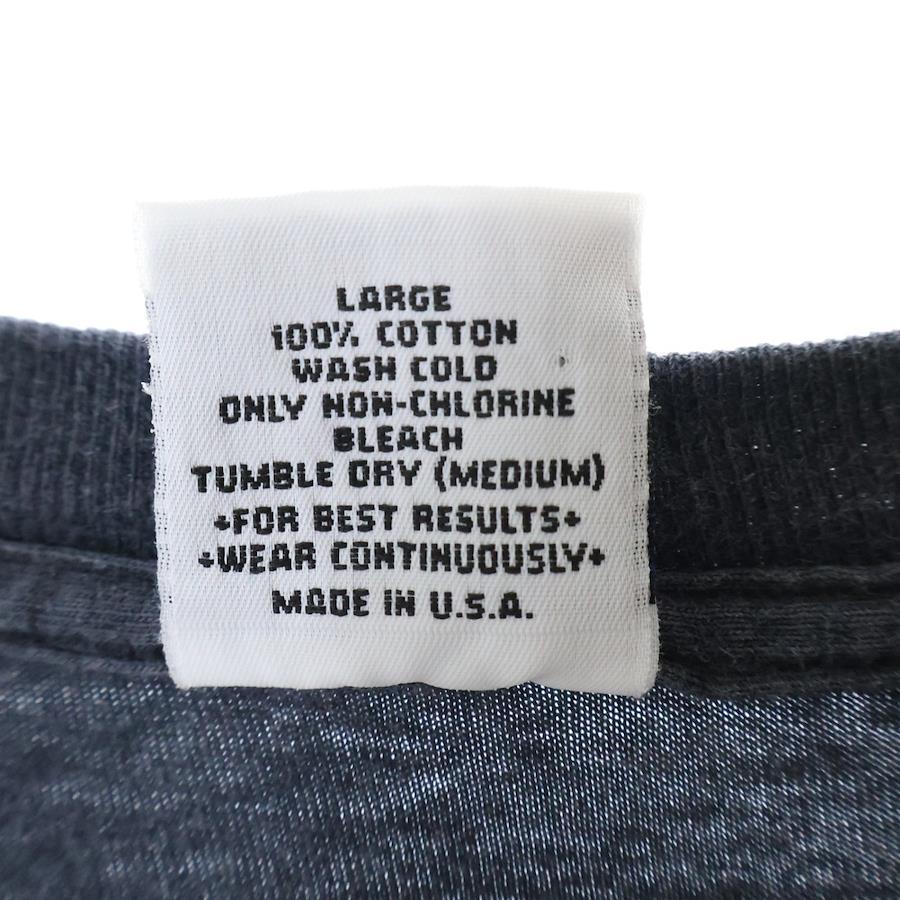 LARGE
100% COTTON
WASH COLD
ONLY NON-CHLORINE
BLEACH
TUMBLE DRY (MEDIUM)
+FOR BEST RESULTS+
+WEAR CONTINUOUSLY+
MADE IN U.S.A.